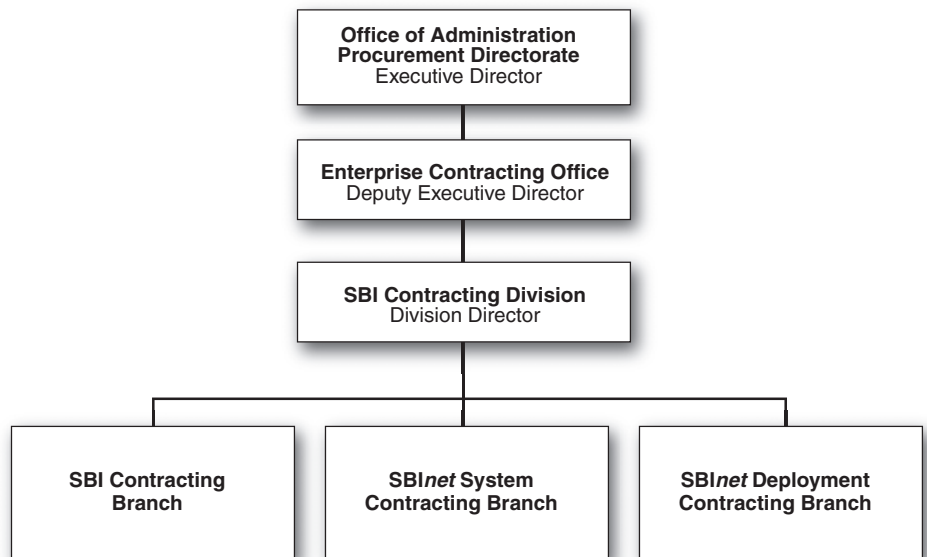 Office of Administration
Procurement Directorate
Executive Director
Enterprise Contracting Office
Deputy Executive Director
SBI Contracting Division
Division Director
SBI Contracting
Branch
SBInet System
Contracting Branch
SBInet Deployment
Contracting Branch